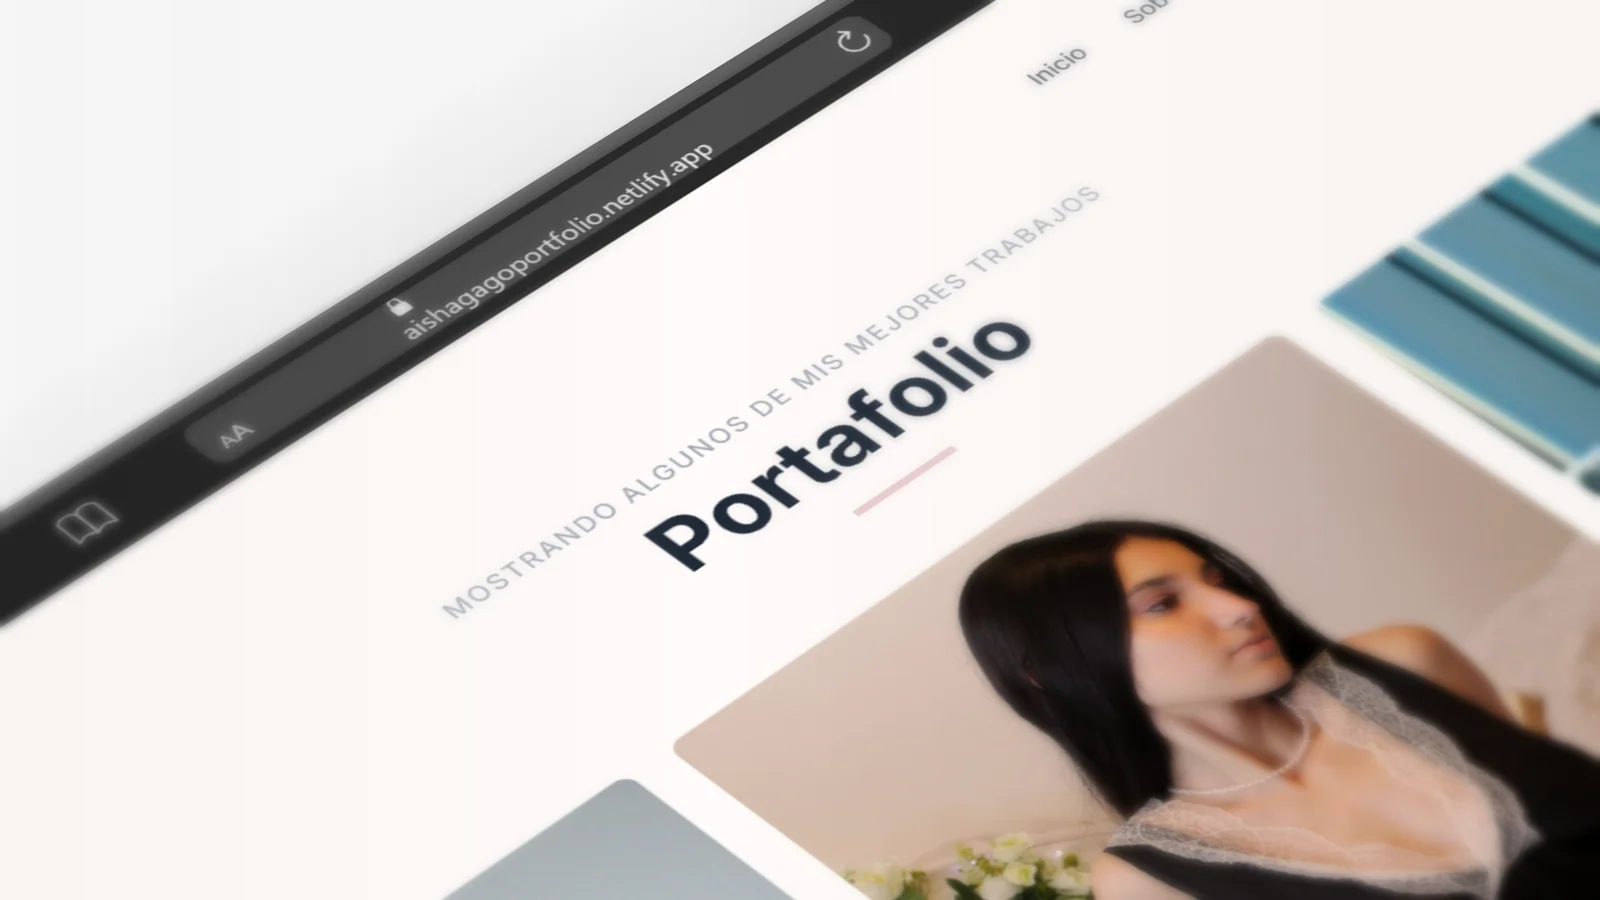 aishagagoportfolio.netlify.app
AA
Inicio
MOSTRANDO ALGUNOS DE MIS MEJORES TRABAJOS
Portafolio